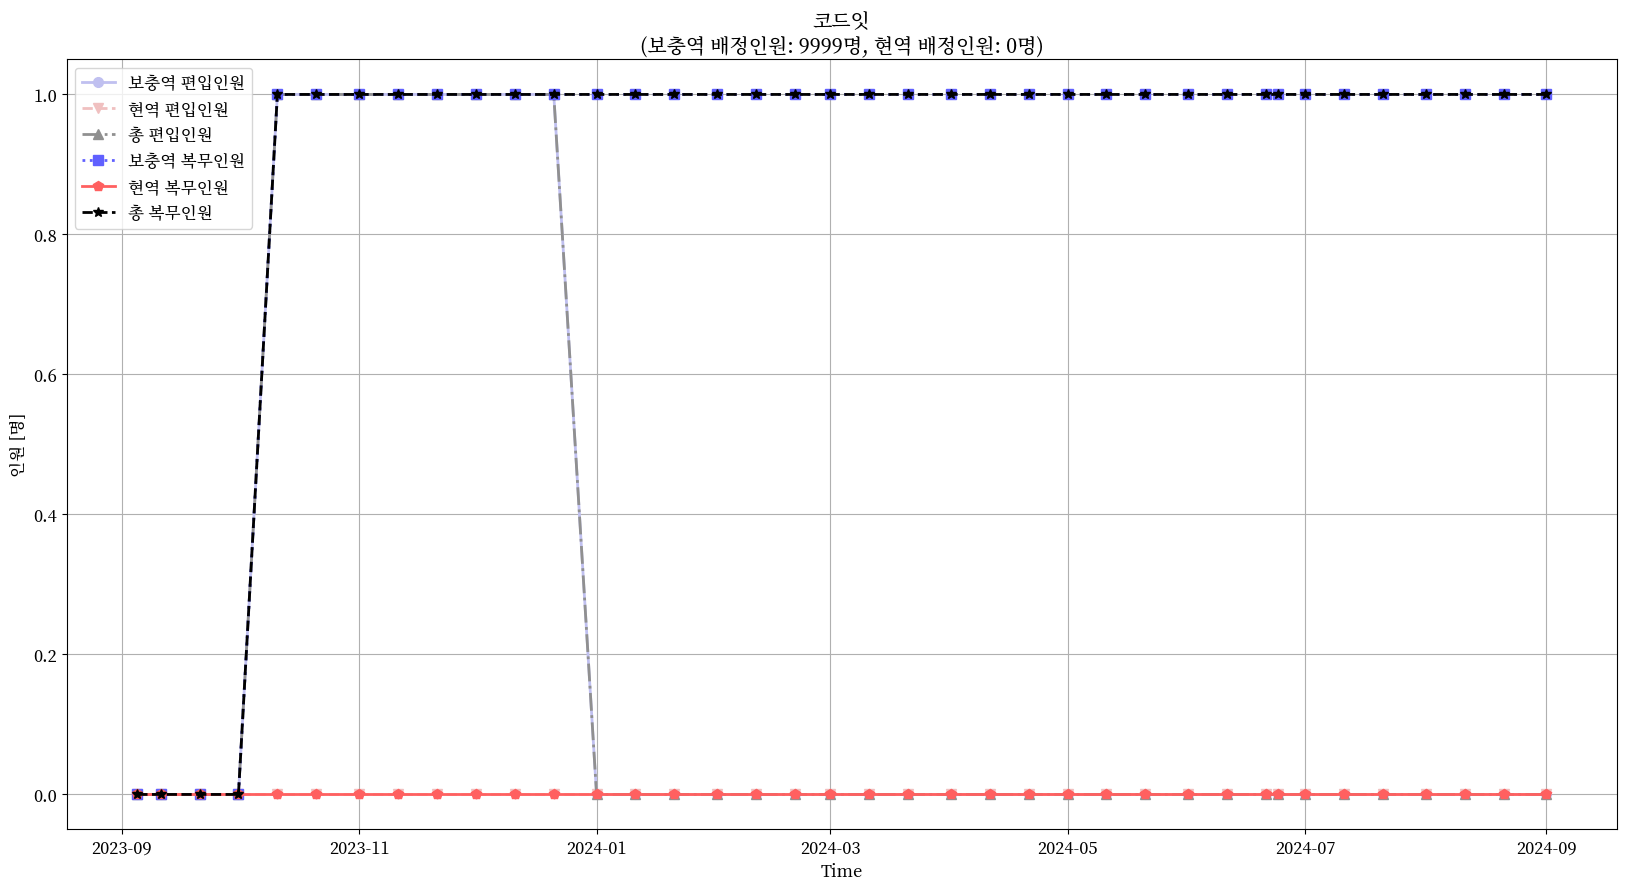 코드잇
(보충역 배정인원: 9999명, 현역 배정인원: 0명)
보충역 편입인원
현역 편입인원
총 편입인원
보충역 복무인원
현역 복무인원
총 복무인원
인원 [명]
1.0
0.8
0.6
0.4
0.2
0.0
2023-09
2023-11
2024-01
2024-03
2024-05
2024-07
2024-09
Time